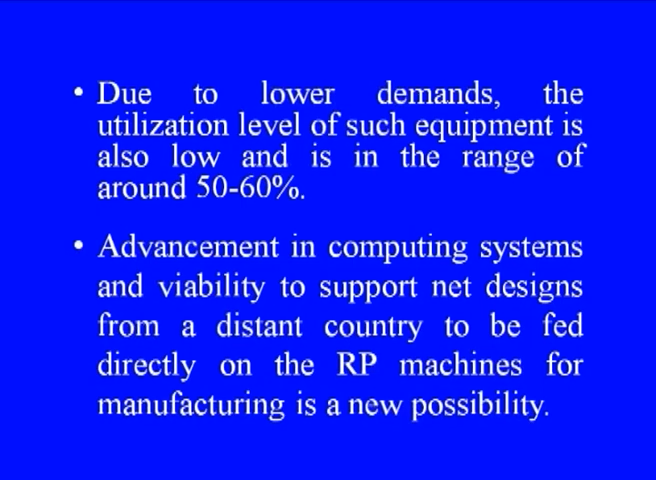 • Due to lower demands, the
utilization level of such equipment is
also low and is in the range of
around 50-60%.
• Advancement in computing systems
and viability to support net designs
from a distant country to be fed
directly on the RP machines for
manufacturing is a new possibility.